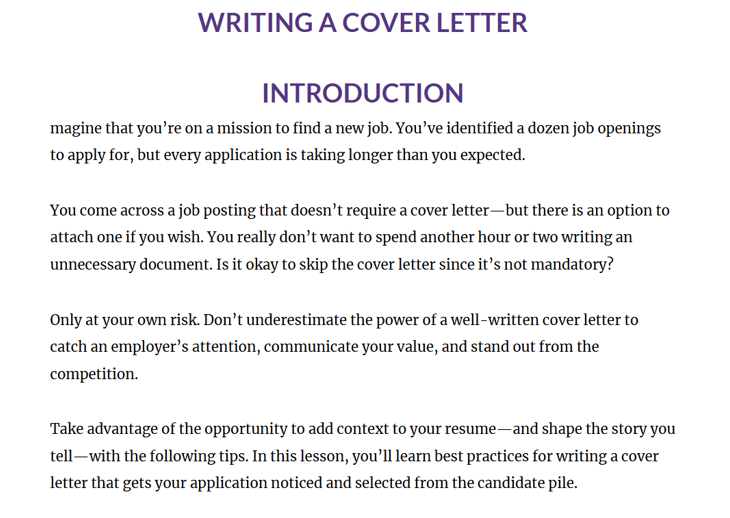 WRITING A COVER LETTER
INTRODUCTION
magine that you’re on a mission to find a new job. You’ve identified a dozen job openings
to apply for, but every application is taking longer than you expected.
You come across a job posting that doesn’t require a cover letter—but there is an option to
attach one if you wish. You really don’t want to spend another hour or two writing an
unnecessary document. Is it okay to skip the cover letter since it’s not mandatory?
Only at your own risk. Don’t underestimate the power of a well-written cover letter to
catch an employer’s attention, communicate your value, and stand out from the
competition.
Take advantage of the opportunity to add context to your resume—and shape the story you
tell—with the following tips. In this lesson, you’ll learn best practices for writing a cover
letter that gets your application noticed and selected from the candidate pile.